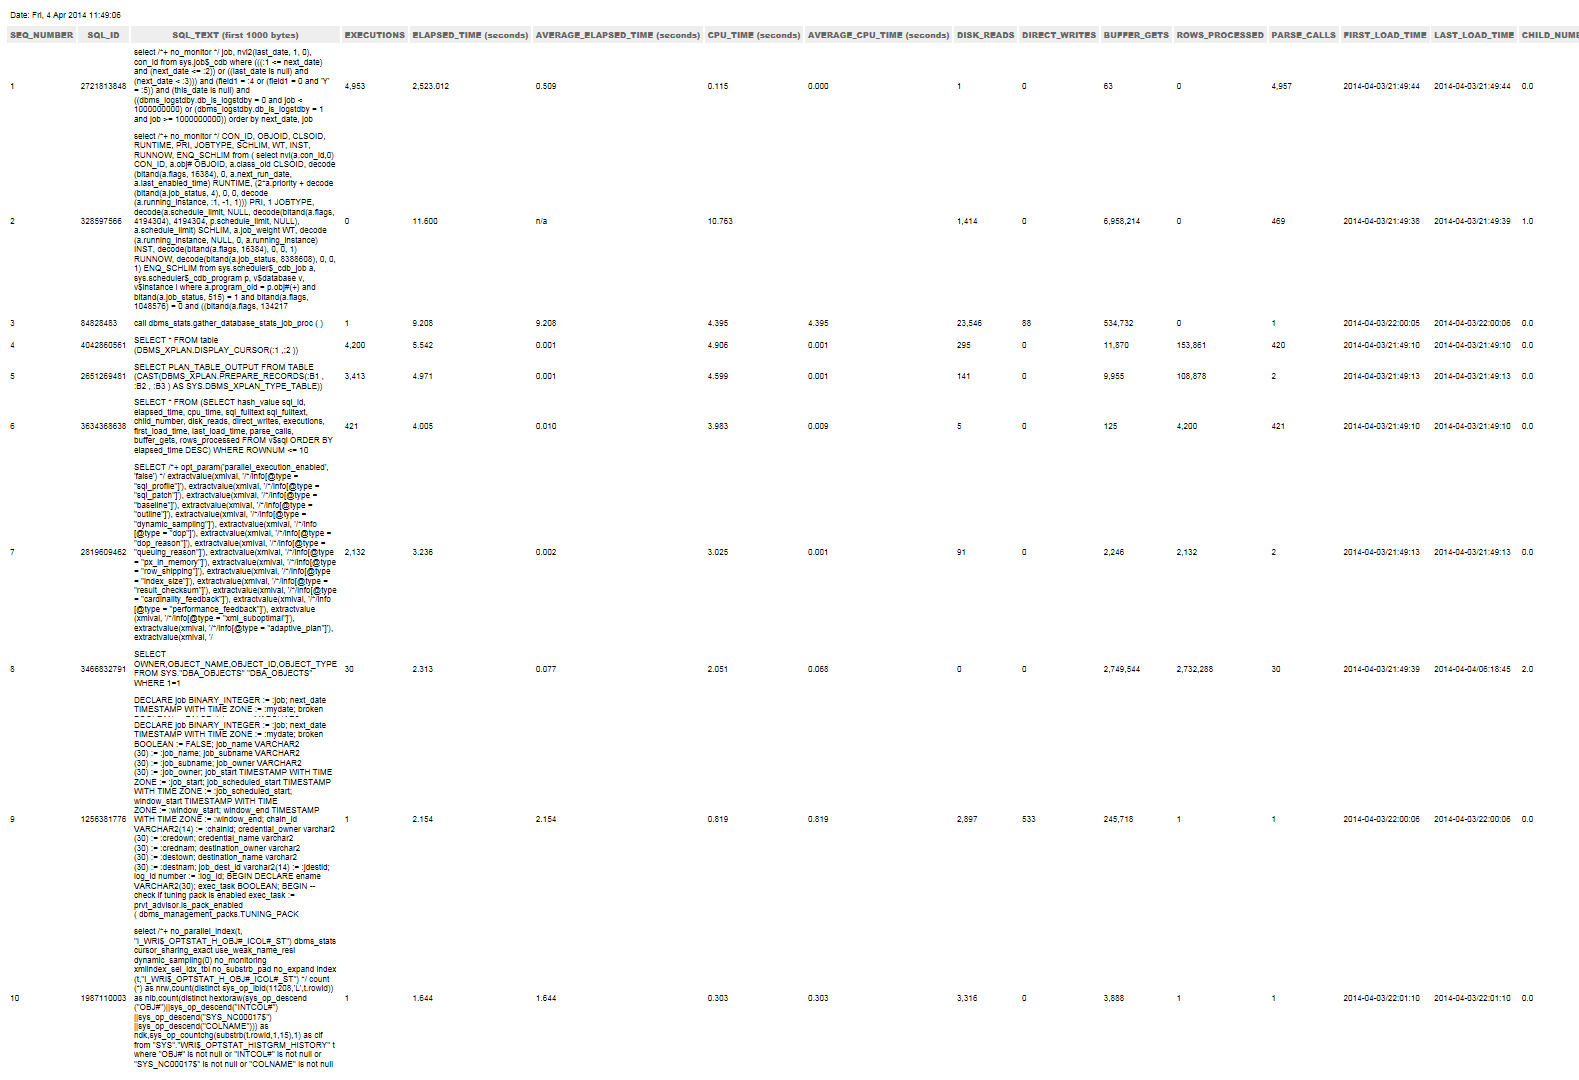 Date: Fri, 4 Apr 2014 11:49:06
SEQ_NUMBER SQL_ID SQL_TEXT (first 1000 bytes) EXECUTIONS ELAPSED_TIME (seconds) AVERAGE_ELAPSED_TIME (seconds) CPU_TIME (seconds) AVERAGE_CPU_TIME (seconds) DISK_READS DIRECT_WRITES BUFFER_GETS ROWS_PROCESSED PARSE_CALLS FIRST_LOAD_TIME LAST_LOAD_TIME CHILD_NUMB
select /*+ no_monitor */ job, nvl2(last_date, 1, 0),
con_id from sys.job$_cdb where (((:1 <= next_date)
and (next_date <= :2)) or ((last_date is null) and
(next_date < :3))) and (field1 = :4 or (field1 = 0 and 'Y'
= :5)) and (this_date is null) and
((dbms_logstdby.db_is_logstdby = 0 and job <
1000000000) or (dbms_logstdby.db_is_logstdby = 1
and job >= 1000000000)) order by next_date, job
1 2721813848 4,953 2,523.012 0.509 0.115 0.000 1 0 63 0 4,957 2014-04-03/21:49:44 2014-04-03/21:49:44 0.0
select /*+ no_monitor */ CON_ID, OBJOID, CLSOID,
RUNTIME, PRI, JOBTYPE, SCHLIM, WT, INST,
RUNNOW, ENQ_SCHLIM from ( select nvl(a.con_id,0)
CON_ID, a.obj# OBJOID, a.class_oid CLSOID, decode
(bitand(a.flags, 16384), 0, a.next_run_date,
a.last_enabled_time) RUNTIME, (2*a.priority + decode
(bitand(a.job_status, 4), 0, 0, decode
(a.running_instance, :1, -1, 1))) PRI, 1 JOBTYPE,
decode(a.schedule_limit, NULL, decode(bitand(a.flags,
4194304), 4194304, p.schedule_limit, NULL),
a.schedule_limit) SCHLIM, a.job_weight WT, decode
(a.running_instance, NULL, 0, a.running_instance)
INST, decode(bitand(a.flags, 16384), 0, 0, 1)
RUNNOW, decode(bitand(a.job_status, 8388608), 0, 0,
1) ENQ_SCHLIM from sys.scheduler$_cdb_job a,
sys.scheduler$_cdb_program p, v$database v,
v$instance i where a.program_oid = p.obj#(+) and
bitand(a.job_status, 515) = 1 and bitand(a.flags,
1048576) = 0 and ((bitand(a.flags, 134217
2 328597566 0 11.600 n/a 10.763 1,414 0 6,958,214 0 469 2014-04-03/21:49:38 2014-04-03/21:49:39 1.0
3 84828483 call dbms_stats.gather_database_stats_job_proc ( ) 1 9.208 9.208 4.395 4.395 23,546 88 534,732 0 1 2014-04-03/22:00:05 2014-04-03/22:00:06 0.0
SELECT * FROM table
(DBMS_XPLAN.DISPLAY_CURSOR(:1 ,:2 ))
4 4042860561 4,200 5.542 0.001 4.906 0.001 295 0 11,870 153,861 420 2014-04-03/21:49:10 2014-04-03/21:49:10 0.0
SELECT PLAN_TABLE_OUTPUT FROM TABLE
(CAST(DBMS_XPLAN.PREPARE_RECORDS(:B1 ,
:B2 , :B3 ) AS SYS.DBMS_XPLAN_TYPE_TABLE))
5 2651269481 3,413 4.971 0.001 4.599 0.001 141 0 9,955 108,878 2 2014-04-03/21:49:13 2014-04-03/21:49:13 0.0
SELECT * FROM (SELECT hash_value sql_id,
elapsed_time, cpu_time, sql_fulltext sql_fulltext,
child_number, disk_reads, direct_writes, executions,
first_load_time, last_load_time, parse_calls,
buffer_gets, rows_processed FROM v$sql ORDER BY
elapsed_time DESC) WHERE ROWNUM <= 10
6 3634368638 421 4.005 0.010 3.983 0.009 5 0 125 4,200 421 2014-04-03/21:49:10 2014-04-03/21:49:10 0.0
SELECT /*+ opt_param('parallel_execution_enabled',
'false') */ extractvalue(xmlval, '/*/info[@type =
"sql_profile"]'), extractvalue(xmlval, '/*/info[@type =
"sql_patch"]'), extractvalue(xmlval, '/*/info[@type =
"baseline"]'), extractvalue(xmlval, '/*/info[@type =
"outline"]'), extractvalue(xmlval, '/*/info[@type =
"dynamic_sampling"]'), extractvalue(xmlval, '/*/info
[@type = "dop"]'), extractvalue(xmlval, '/*/info[@type =
"dop_reason"]'), extractvalue(xmlval, '/*/info[@type =
"queuing_reason"]'), extractvalue(xmlval, '/*/info[@type
= "px_in_memory"]'), extractvalue(xmlval, '/*/info[@type
= "row_shipping"]'), extractvalue(xmlval, '/*/info[@type
= "index_size"]'), extractvalue(xmlval, '/*/info[@type =
"result_checksum"]'), extractvalue(xmlval, '/*/info[@type
= "cardinality_feedback"]'), extractvalue(xmlval, '/*/info
[@type = "performance_feedback"]'), extractvalue
(xmlval, '/*/info[@type = "xml_suboptimal"]'),
extractvalue(xmlval, '/*/info[@type = "adaptive_plan"]'),
extractvalue(xmlval, '/
7 2819609462 2,132 3.236 0.002 3.025 0.001 91 0 2,246 2,132 2 2014-04-03/21:49:13 2014-04-03/21:49:13 0.0
SELECT
OWNER,OBJECT_NAME,OBJECT_ID,OBJECT_TYPE
FROM SYS."DBA_OBJECTS" "DBA_OBJECTS"
WHERE 1=1
8 3466832791 30 2.313 0.077 2.051 0.068 0 0 2,749,544 2,732,288 30 2014-04-03/21:49:39 2014-04-04/06:18:45 2.0
DECLARE job BINARY_INTEGER := :job; next_date
TIMESTAMP WITH TIME ZONE := :mydate; broken
DECLARE job BINARY_INTEGER := :job; next_date
TIMESTAMP WITH TIME ZONE := :mydate; broken
BOOLEAN := FALSE; job_name VARCHAR2
(30) := :job_name; job_subname VARCHAR2
(30) := :job_subname; job_owner VARCHAR2
(30) := :job_owner; job_start TIMESTAMP WITH TIME
ZONE := :job_start; job_scheduled_start TIMESTAMP
WITH TIME ZONE := :job_scheduled_start;
window_start TIMESTAMP WITH TIME
ZONE := :window_start; window_end TIMESTAMP
WITH TIME ZONE := :window_end; chain_id
VARCHAR2(14) := :chainid; credential_owner varchar2
(30) := :credown; credential_name varchar2
(30) := :crednam; destination_owner varchar2
(30) := :destown; destination_name varchar2
(30) := :destnam; job_dest_id varchar2(14) := :jdestid;
log_id number := :log_id; BEGIN DECLARE ename
VARCHAR2(30); exec_task BOOLEAN; BEGIN --
check if tuning pack is enabled exec_task :=
prvt_advisor.is_pack_enabled
( dbms_management_packs.TUNING_PACK
9 1256381776 1 2.154 2.154 0.819 0.819 2,897 533 245,718 1 1 2014-04-03/22:00:06 2014-04-03/22:00:06 0.0
select /*+ no_parallel_index(t,
"I_WRI$_OPTSTAT_H_OBJ#_ICOL#_ST") dbms_stats
cursor_sharing_exact use_weak_name_resl
dynamic_sampling(0) no_monitoring
xmlindex_sel_idx_tbl no_substrb_pad no_expand index
(t,"I_WRI$_OPTSTAT_H_OBJ#_ICOL#_ST") */ count
(*) as nrw,count(distinct sys_op_lbid(11208,'L',t.rowid))
as nlb,count(distinct hextoraw(sys_op_descend
("OBJ#")||sys_op_descend("INTCOL#")
||sys_op_descend("SYS_NC00017$")
||sys_op_descend("COLNAME"))) as
ndk,sys_op_countchg(substrb(t.rowid,1,15),1) as clf
from "SYS"."WRI$_OPTSTAT_HISTGRM_HISTORY" t
where "OBJ#" is not null or "INTCOL#" is not null or
"SYS_NC00017$" is not null or "COLNAME" is not null
10 1987110003 1 1.644 1.644 0.303 0.303 3,316 0 3,888 1 1 2014-04-03/22:01:10 2014-04-03/22:01:10 0.0